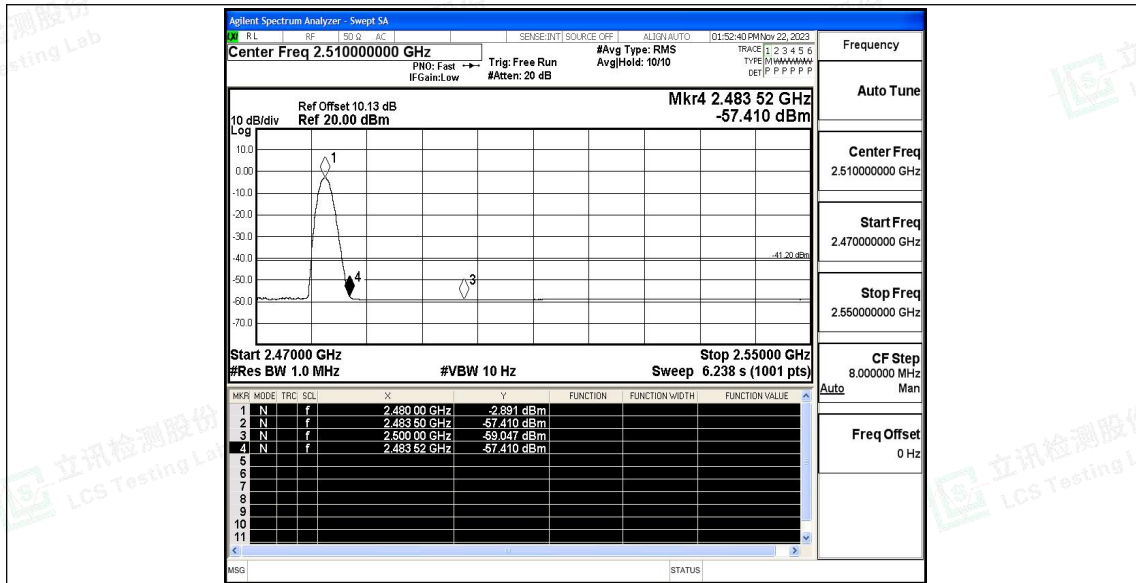 Agilent Spectrum Analyzer - Swept SA
RL RF 50 Ω AC SENSE:INT SOURCE OFF ALIGN AUTO 01:52:40 PM Nov 22, 2023
Center Freq 2.510000000 GHz
PNO: Fast
IFGain:Low
Trig: Free Run
#Atten: 20 dB
#Avg Type: RMS
Avg|Hold: 10/10
TRACE 1 2 3 4 5 6
TYPE M W W W W W
DET P P P P P P
Mkr4 2.483 52 GHz
-57.410 dBm
Ref Offset 10.13 dB
10 dB/div Ref 20.00 dBm
Log
10.0
0.00
-10.0
-20.0
-30.0
-40.0
-50.0
-60.0
-70.0
1
4
3
-41.20 dBm
Start 2.47000 GHz Stop 2.55000 GHz
#Res BW 1.0 MHz #VBW 10 Hz Sweep 6.238 s (1001 pts)
MKR MODE TRC SCL X Y FUNCTION FUNCTION WIDTH FUNCTION VALUE
1 N f 2.480 00 GHz -2.891 dBm
2 N f 2.483 50 GHz -57.410 dBm
3 N f 2.500 00 GHz -59.047 dBm
4 N f 2.483 52 GHz -57.410 dBm
5
6
7
8
9
10
11
MSG STATUS
Frequency
Auto Tune
Center Freq
2.510000000 GHz
Start Freq
2.470000000 GHz
Stop Freq
2.550000000 GHz
CF Step
8.000000 MHz
Auto Man
Freq Offset
0 Hz
立讯检测股份
LCS Testing Lab
立讯检测股份
LCS Testing L